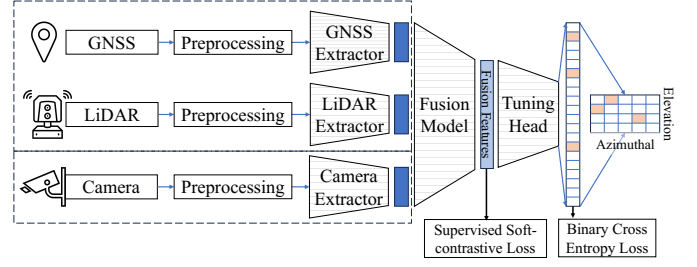 GNSS
Preprocessing
GNSS
Extractor
LiDAR
Preprocessing
LiDAR
Extractor
Camera
Preprocessing
Camera
Extractor
Fusion
Model
Fusion Features
Tuning
Head
Elevation
Azimuthal
Supervised Soft-
contrastive Loss
Binary Cross
Entropy Loss